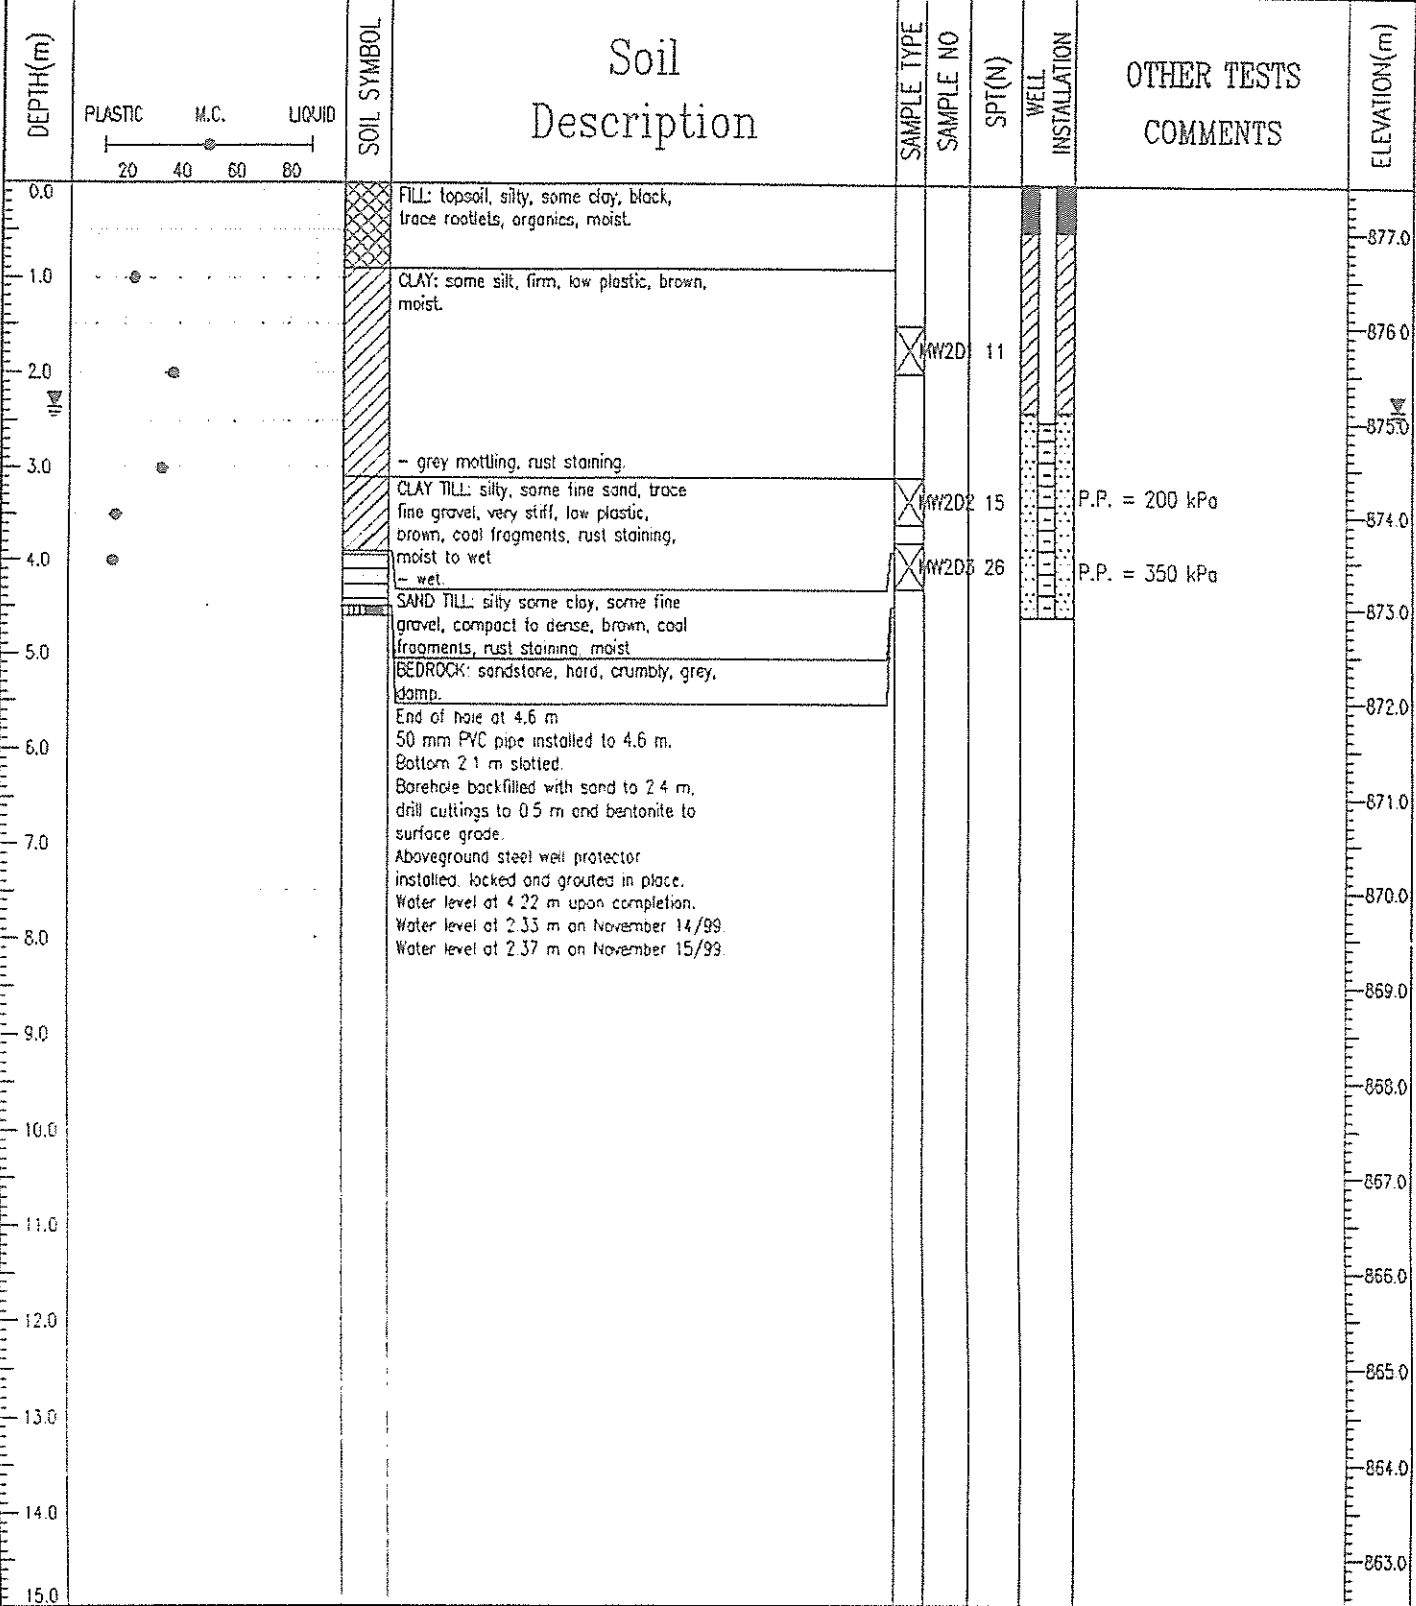 DEPTH(m)
PLASTIC M.C. LIQUID
20 40 60 80
SOIL SYMBOL
Soil
Description
SAMPLE TYPE
SAMPLE NO
SPT(N)
WELL
INSTALLATION
OTHER TESTS
COMMENTS
ELEVATION(m)
0.0
1.0
2.0
3.0
4.0
5.0
6.0
7.0
8.0
9.0
10.0
11.0
12.0
13.0
14.0
15.0
FILL: topsoil, silty, some clay, black,
trace rootlets, organics, moist.
CLAY: some silt, firm, low plastic, brown,
moist.
- grey mottling, rust staining.
CLAY TILL: silty, some fine sand, trace
fine gravel, very stiff, low plastic,
brown, coal fragments, rust staining,
moist to wet
- wet.
SAND TILL: silty some clay, some fine
gravel, compact to dense, brown, coal
fragments, rust staining, moist
BEDROCK: sandstone, hard, crumbly, grey,
damp.
End of hole at 4.6 m
50 mm PVC pipe installed to 4.6 m.
Bottom 2.1 m slotted.
Borehole backfilled with sand to 2.4 m,
drill cuttings to 0.5 m and bentonite to
surface grade.
Aboveground steel well protector
installed, locked and grouted in place.
Water level at 4.22 m upon completion.
Water level at 2.33 m on November 14/99.
Water level at 2.37 m on November 15/99.
MW2D1 11
MW2D2 15
MW2D3 26
P.P. = 200 kPa
P.P. = 350 kPa
877.0
876.0
875.0
874.0
873.0
872.0
871.0
870.0
869.0
868.0
867.0
866.0
865.0
864.0
863.0